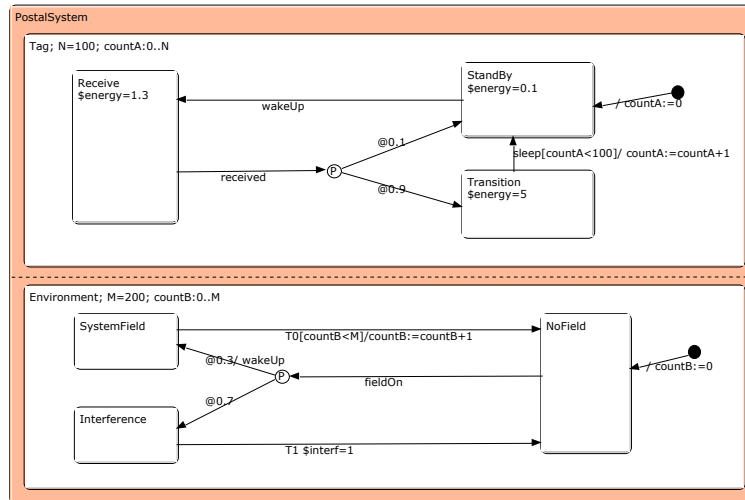 PostalSystem
Tag; N=100; countA:0..N
Receive
$energy=1.3
StandBy
$energy=0.1
/ countA:=0
wakeUp
@0.1
sleep[countA<100]/ countA:=countA+1
received
P
Transition
$energy=5
@0.9
Environment; M=200; countB:0..M
SystemField
NoField
T0[countB<M]/countB:=countB+1
@0.3/ wakeUp
/ countB:=0
P
fieldOn
@0.7
Interference
T1 $interf=1